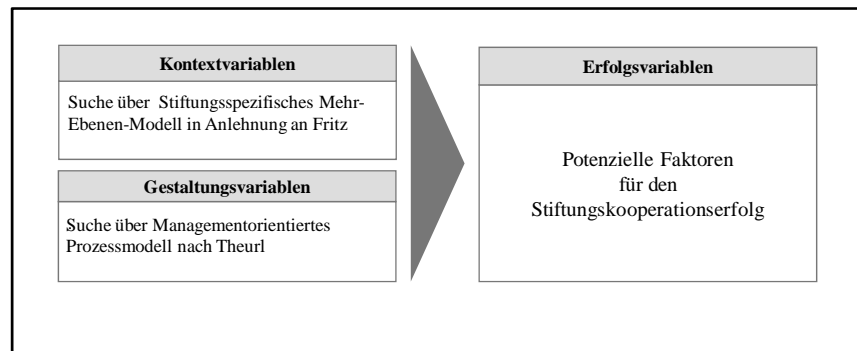 Kontextvariablen
Suche über Stiftungsspezifisches Mehr-
Ebenen-Modell in Anlehnung an Fritz
Gestaltungsvariablen
Suche über Managementorientiertes
Prozessmodell nach Theurl
Erfolgsvariablen
Potenzielle Faktoren
für den
Stiftungskooperationserfolg